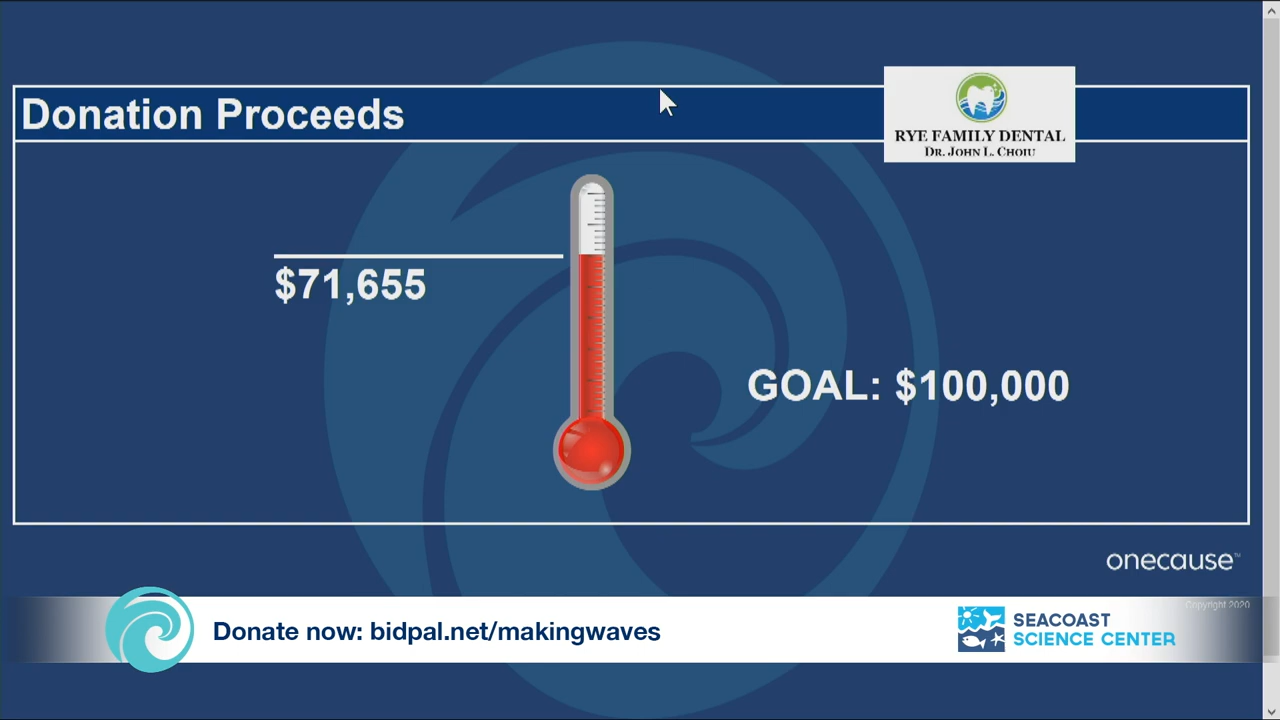 Donation Proceeds
RYE FAMILY DENTAL
DR. JOHN L. CHOIU
$71,655
GOAL: $100,000
onecause™
Copyright 2020
Donate now: bidpal.net/makingwaves
SEACOAST
SCIENCE CENTER